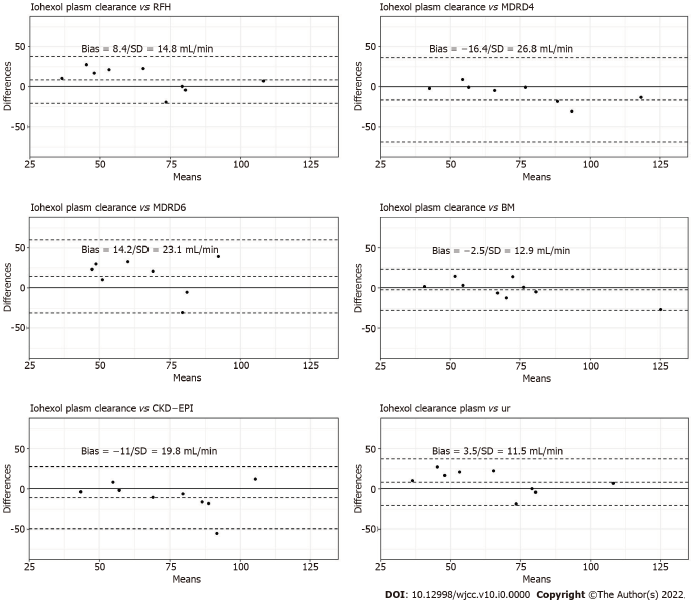 Iohexol plasm clearance vs RFH
Bias = 8.4/SD = 14.8 mL/min
Differences
50
0
-50
25 50 75 100 125
Means
Iohexol plasm clearance vs MDRD4
Bias = −16.4/SD = 26.8 mL/min
Differences
50
0
-50
25 50 75 100 125
Means
Iohexol plasm clearance vs MDRD6
Bias = 14.2/SD = 23.1 mL/min
Differences
50
0
-50
25 50 75 100 125
Means
Iohexol plasm clearance vs BM
Bias = −2.5/SD = 12.9 mL/min
Differences
50
0
-50
25 50 75 100 125
Means
Iohexol plasm clearance vs CKD−EPI
Bias = −11/SD = 19.8 mL/min
Differences
50
0
-50
25 50 75 100 125
Means
Iohexol clearance plasm vs ur
Bias = 3.5/SD = 11.5 mL/min
Differences
50
0
-50
25 50 75 100 125
Means
DOI: 10.12998/wjcc.v10.i0.0000 Copyright ©The Author(s) 2022.